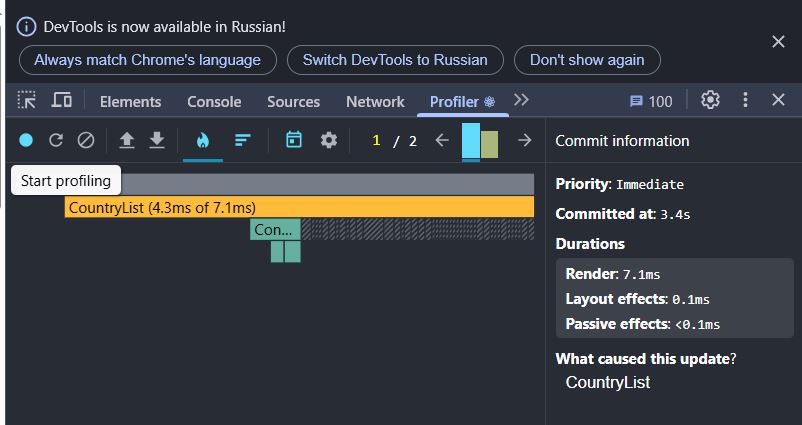 DevTools is now available in Russian!
Always match Chrome's language
Switch DevTools to Russian
Don't show again
Elements
Console
Sources
Network
Profiler
100
1 / 2
Commit information
Start profiling
Priority: Immediate
CountryList (4.3ms of 7.1ms)
Committed at: 3.4s
Con...
Durations
Render: 7.1ms
Layout effects: 0.1ms
Passive effects: <0.1ms
What caused this update?
CountryList